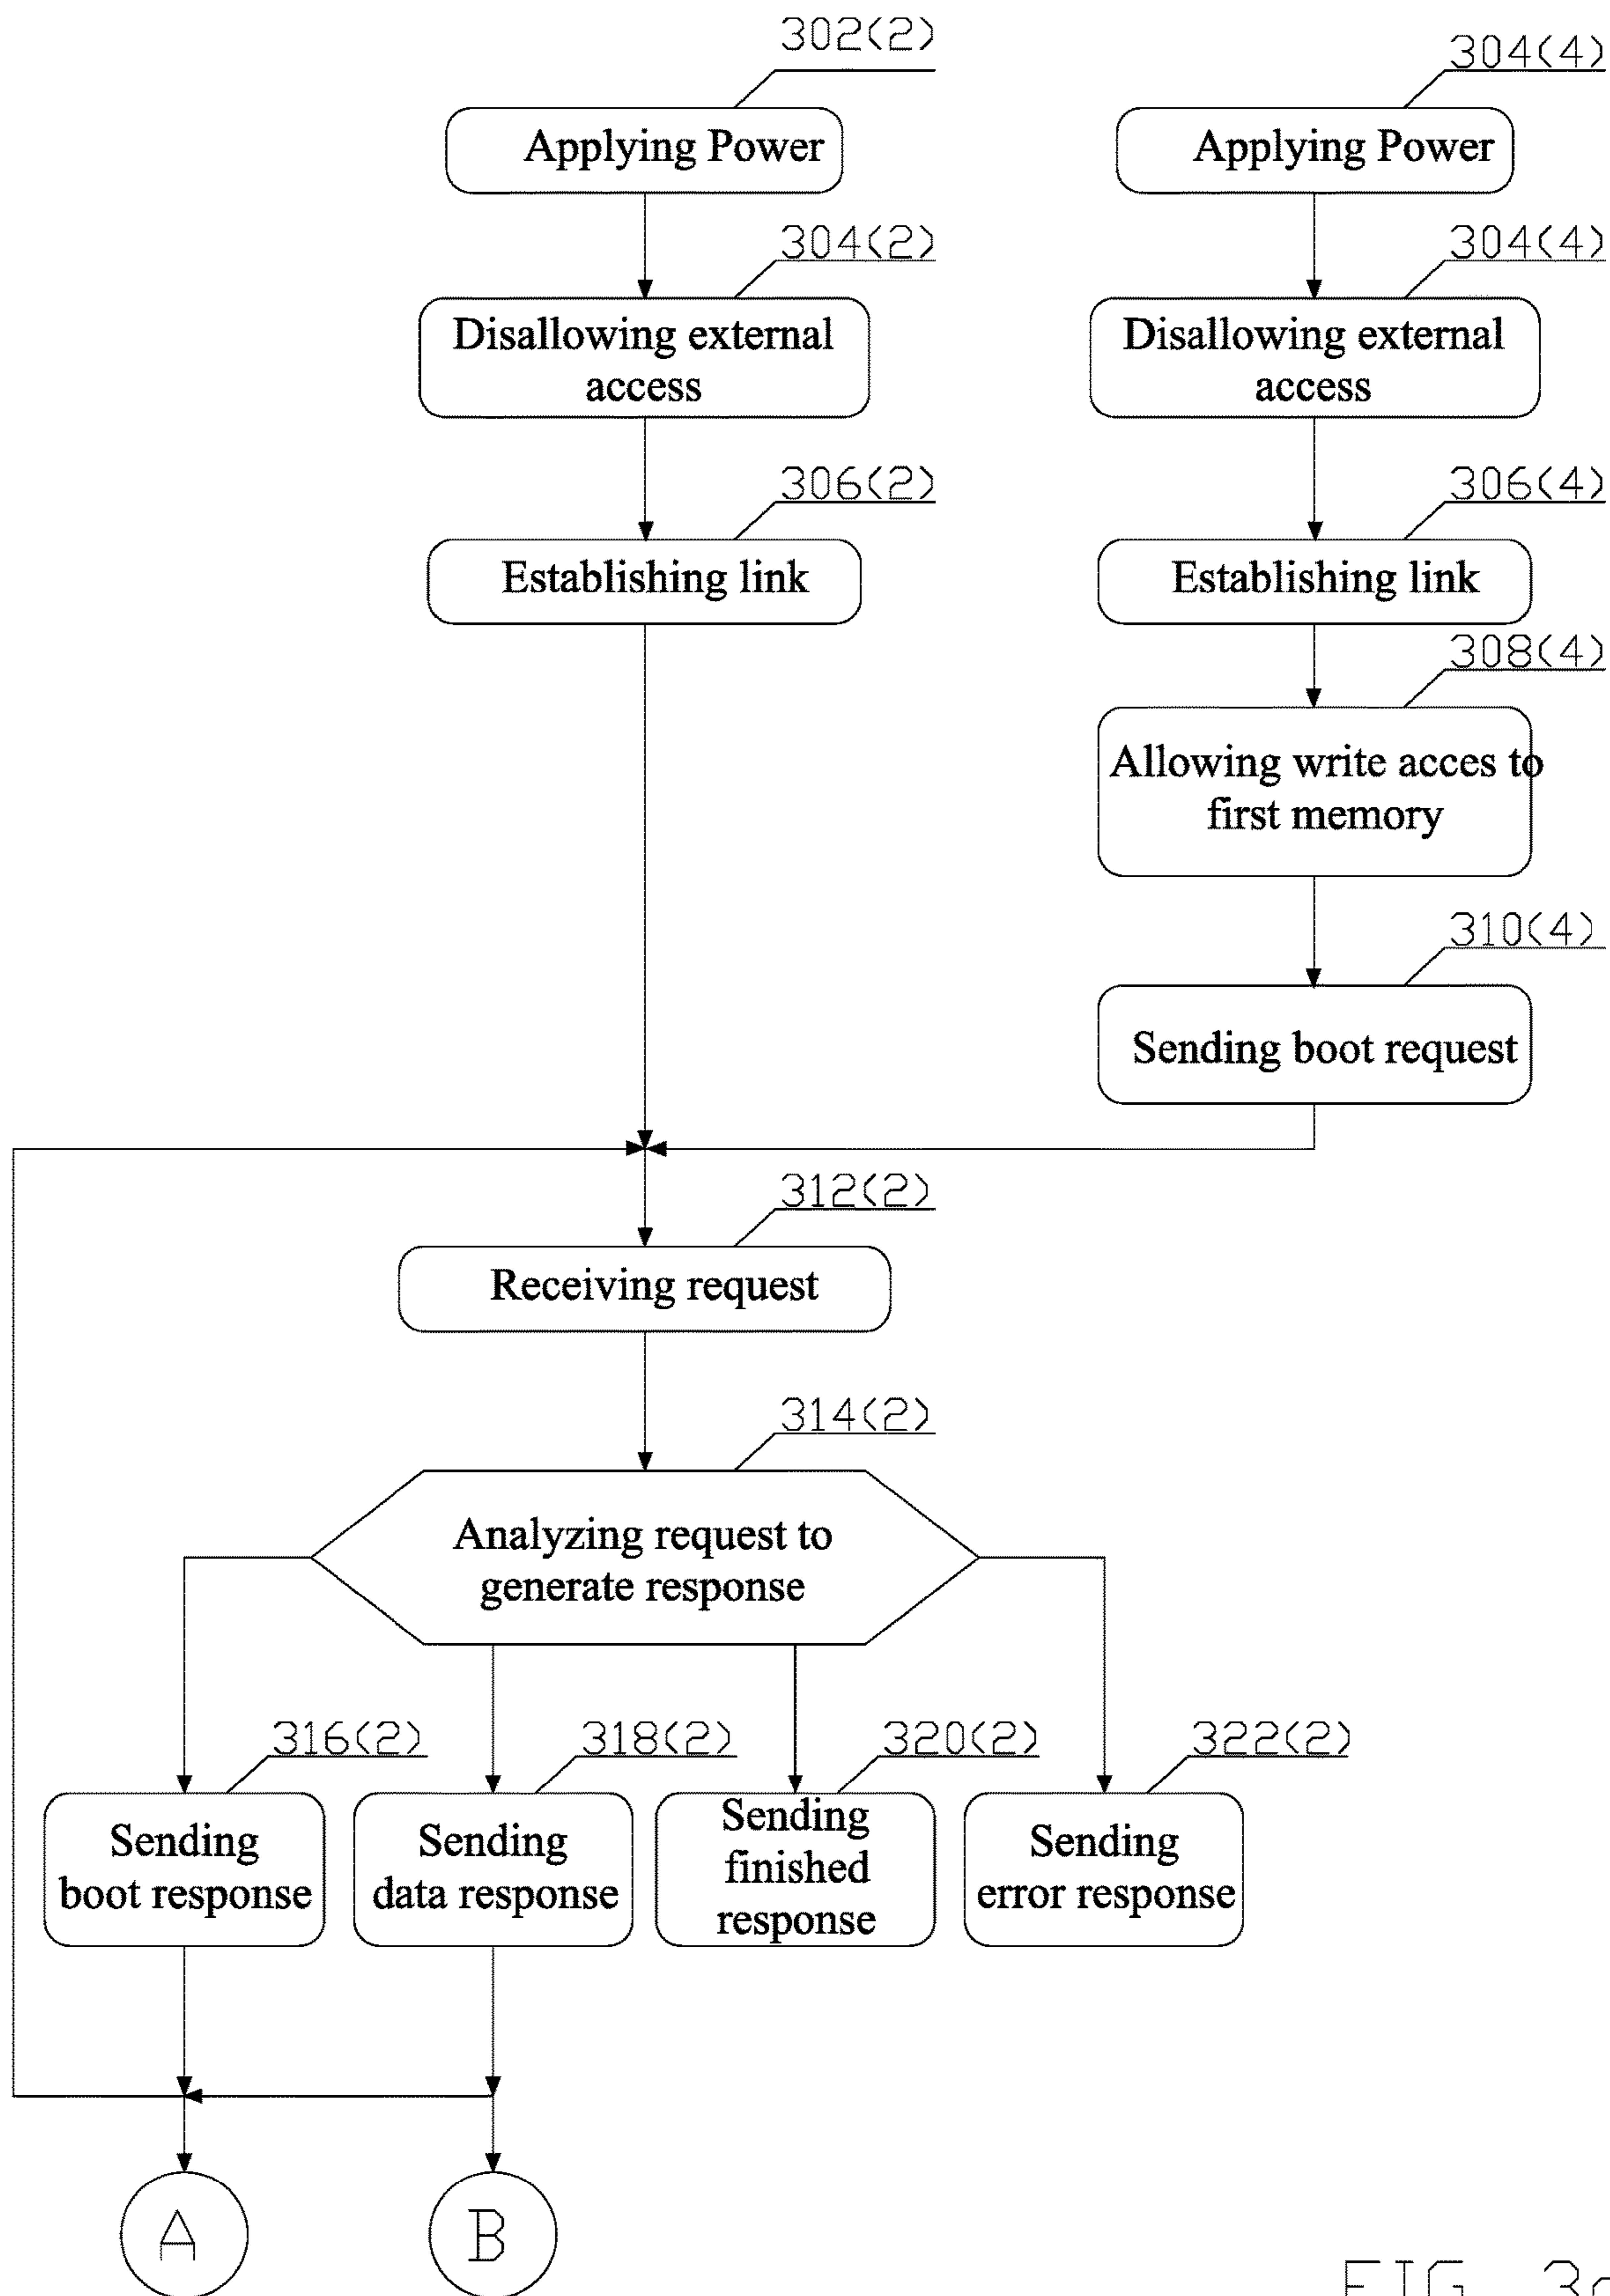 302(2)
304(4)
Applying Power
Applying Power
304(2)
304(4)
Disallowing external
access
Disallowing external
access
306(2)
306(4)
Establishing link
Establishing link
308(4)
Allowing write acces to
first memory
310(4)
Sending boot request
312(2)
Receiving request
314(2)
Analyzing request to
generate response
316(2)
318(2)
320(2)
322(2)
Sending
boot response
Sending
data response
Sending
finished
response
Sending
error response
A
B
FIG. 3